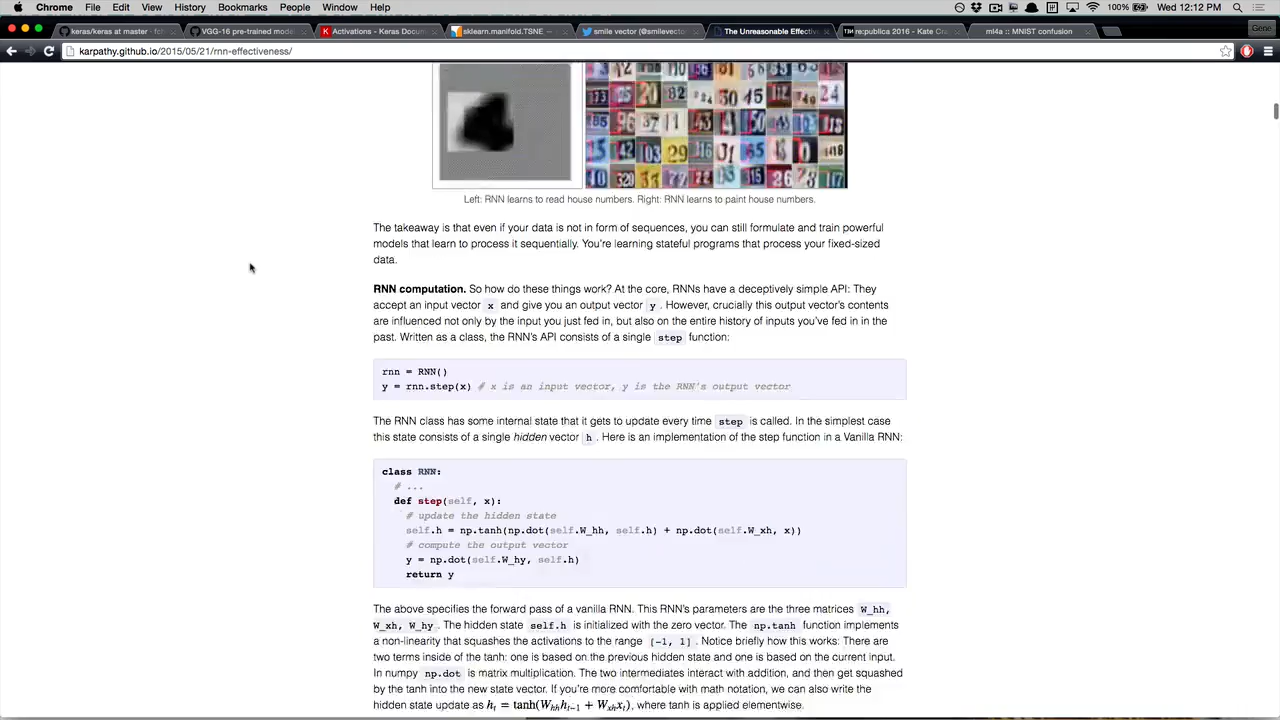 Chrome File Edit View History Bookmarks People Window Help
100% Wed 12:12 PM
keras/keras at master · fch
VGG-16 pre-trained model
Activations - Keras Docum
sklearn.manifold.TSNE —
smile vector (@smilevector
The Unreasonable Effectiv
re:publica 2016 - Kate Cra
ml4a :: MNIST confusion
Gene
karpathy.github.io/2015/05/21/rnn-effectiveness/
Left: RNN learns to read house numbers. Right: RNN learns to paint house numbers.
The takeaway is that even if your data is not in form of sequences, you can still formulate and train powerful
models that learn to process it sequentially. You're learning stateful programs that process your fixed-sized
data.
RNN computation. So how do these things work? At the core, RNNs have a deceptively simple API: They
accept an input vector x and give you an output vector y . However, crucially this output vector's contents
are influenced not only by the input you just fed in, but also on the entire history of inputs you've fed in in the
past. Written as a class, the RNN's API consists of a single step function:
rnn = RNN()
y = rnn.step(x) # x is an input vector, y is the RNN's output vector
The RNN class has some internal state that it gets to update every time step is called. In the simplest case
this state consists of a single hidden vector h . Here is an implementation of the step function in a Vanilla RNN:
class RNN:
# ...
def step(self, x):
# update the hidden state
self.h = np.tanh(np.dot(self.W_hh, self.h) + np.dot(self.W_xh, x))
# compute the output vector
y = np.dot(self.W_hy, self.h)
return y
The above specifies the forward pass of a vanilla RNN. This RNN's parameters are the three matrices W_hh,
W_xh, W_hy . The hidden state self.h is initialized with the zero vector. The np.tanh function implements
a non-linearity that squashes the activations to the range [-1, 1] . Notice briefly how this works: There are
two terms inside of the tanh: one is based on the previous hidden state and one is based on the current input.
In numpy np.dot is matrix multiplication. The two intermediates interact with addition, and then get squashed
by the tanh into the new state vector. If you're more comfortable with math notation, we can also write the
hidden state update as hₜ = tanh(Wₕₕhₜ₋₁ + Wₓₕxₜ), where tanh is applied elementwise.